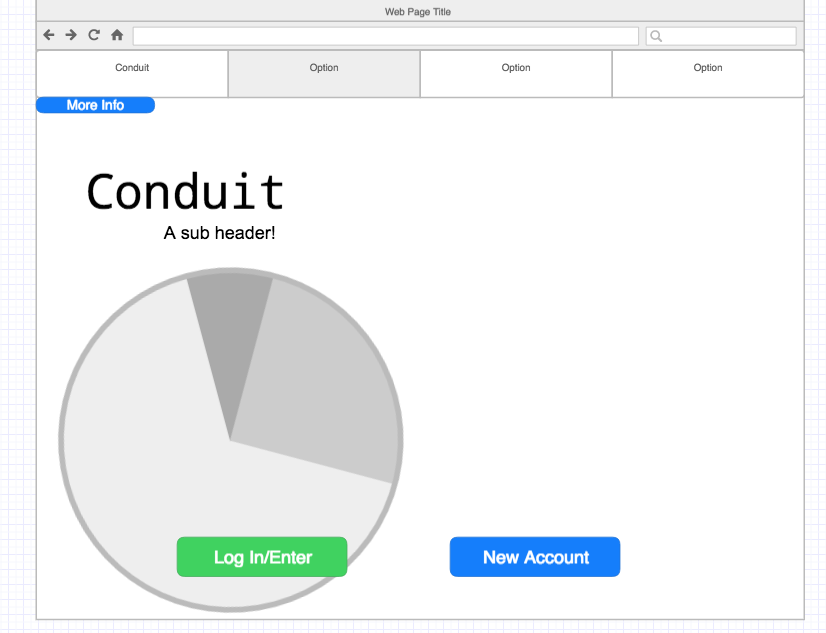 Web Page Title
Conduit Option Option Option
More Info
Conduit
A sub header!
Log In/Enter New Account